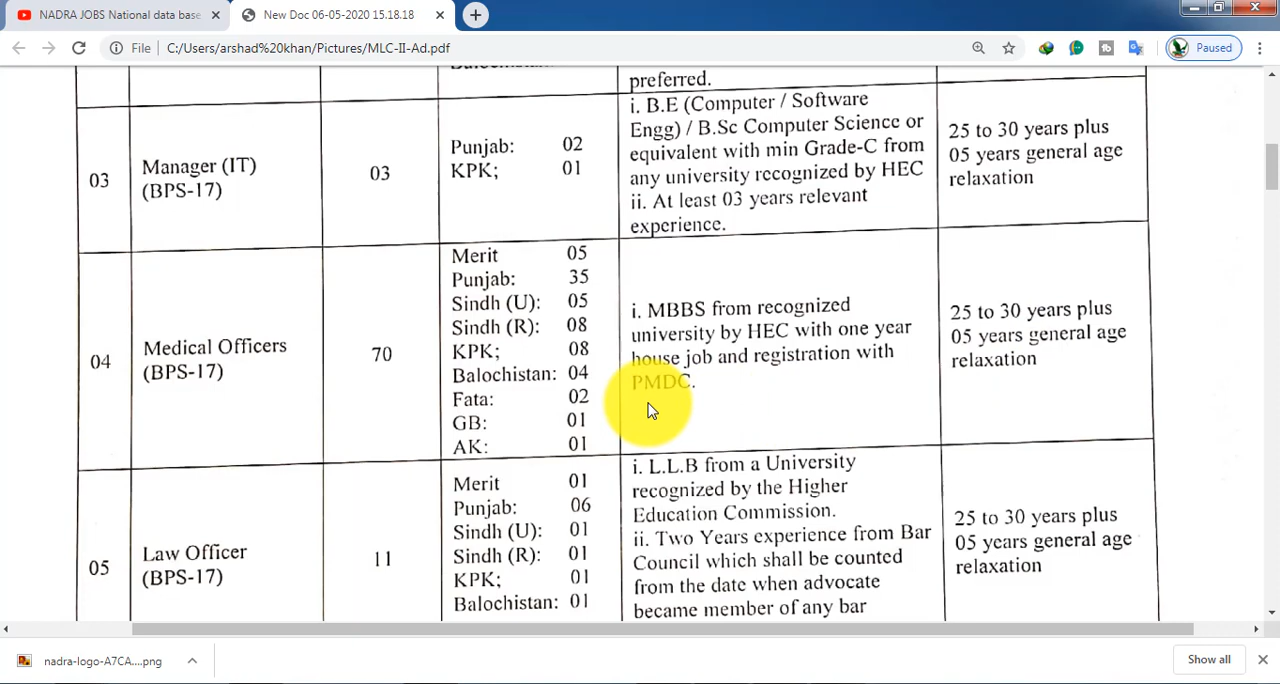 NADRA JOBS National data base
New Doc 06-05-2020 15.18.18
File
C:/Users/arshad%20khan/Pictures/MLC-II-Ad.pdf
Paused
preferred.
03
Manager (IT)
(BPS-17)
03
Punjab: 02
KPK; 01
i. B.E (Computer / Software
Engg) / B.Sc Computer Science or
equivalent with min Grade-C from
any university recognized by HEC
ii. At least 03 years relevant
experience.
25 to 30 years plus
05 years general age
relaxation
04
Medical Officers
(BPS-17)
70
Merit 05
Punjab: 35
Sindh (U): 05
Sindh (R): 08
KPK; 08
Balochistan: 04
Fata: 02
GB: 01
AK: 01
i. MBBS from recognized
university by HEC with one year
house job and registration with
PMDC.
25 to 30 years plus
05 years general age
relaxation
05
Law Officer
(BPS-17)
11
Merit 01
Punjab: 06
Sindh (U): 01
Sindh (R): 01
KPK; 01
Balochistan: 01
i. L.L.B from a University
recognized by the Higher
Education Commission.
ii. Two Years experience from Bar
Council which shall be counted
from the date when advocate
became member of any bar
25 to 30 years plus
05 years general age
relaxation
nadra-logo-A7CA....png
Show all